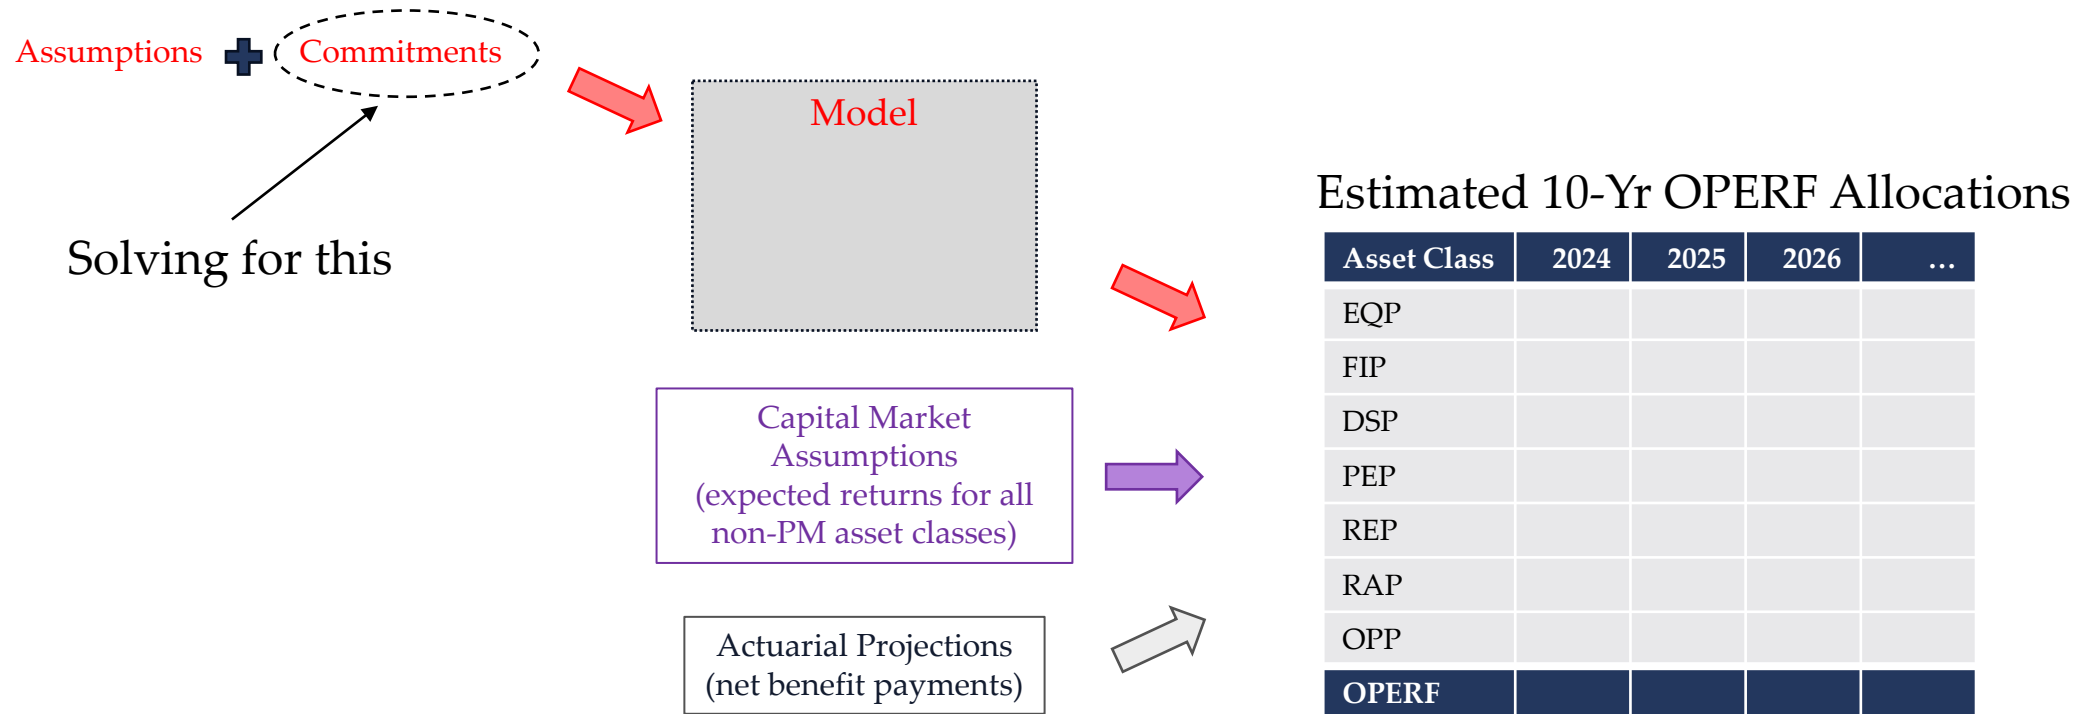 Assumptions + Commitments
Solving for this
Model
Capital Market
Assumptions
(expected returns for all
non-PM asset classes)
Actuarial Projections
(net benefit payments)
Estimated 10-Yr OPERF Allocations
Asset Class 2024 2025 2026 ...
EQP
FIP
DSP
PEP
REP
RAP
OPP
OPERF